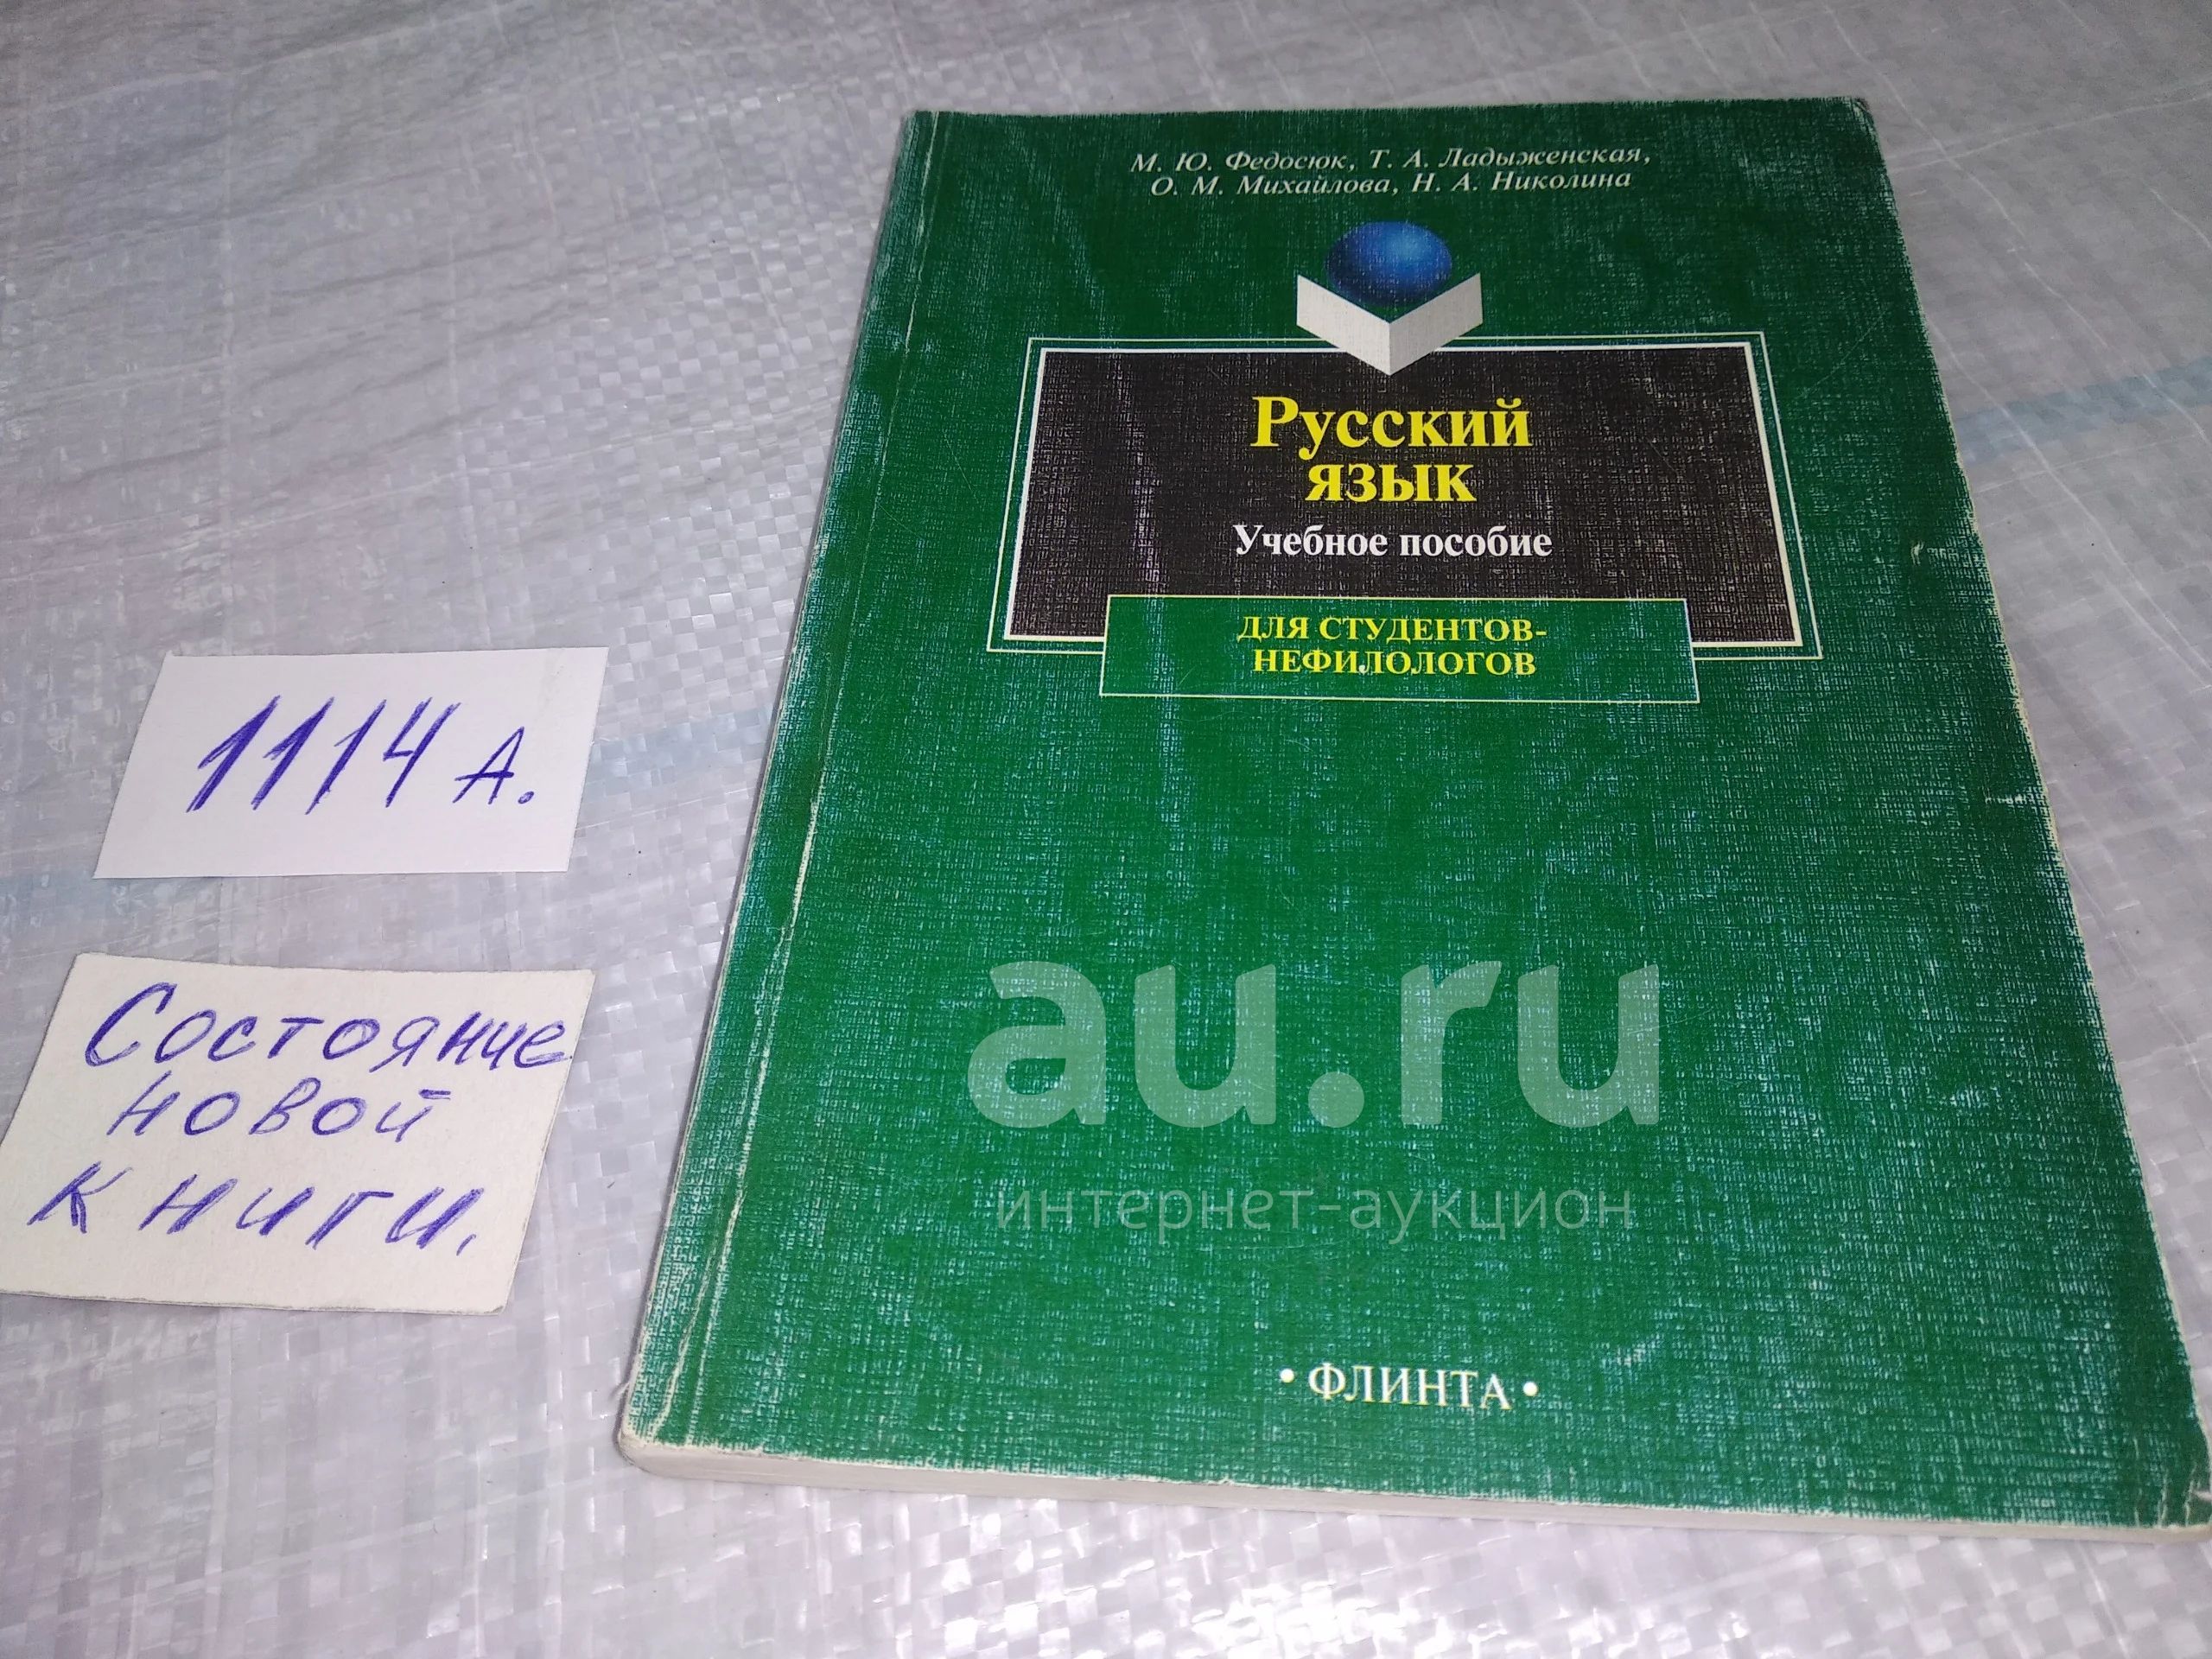 М. Ю. Федосюк, Т. А. Ладыженская,
О. М. Михайлова, Н. А. Николина
Русский
язык
Учебное пособие
ДЛЯ СТУДЕНТОВ-
НЕФИЛОЛОГОВ
1114 А.
Состояние
новой
книги.
au.ru
интернет-аукцион
• ФЛИНТА •